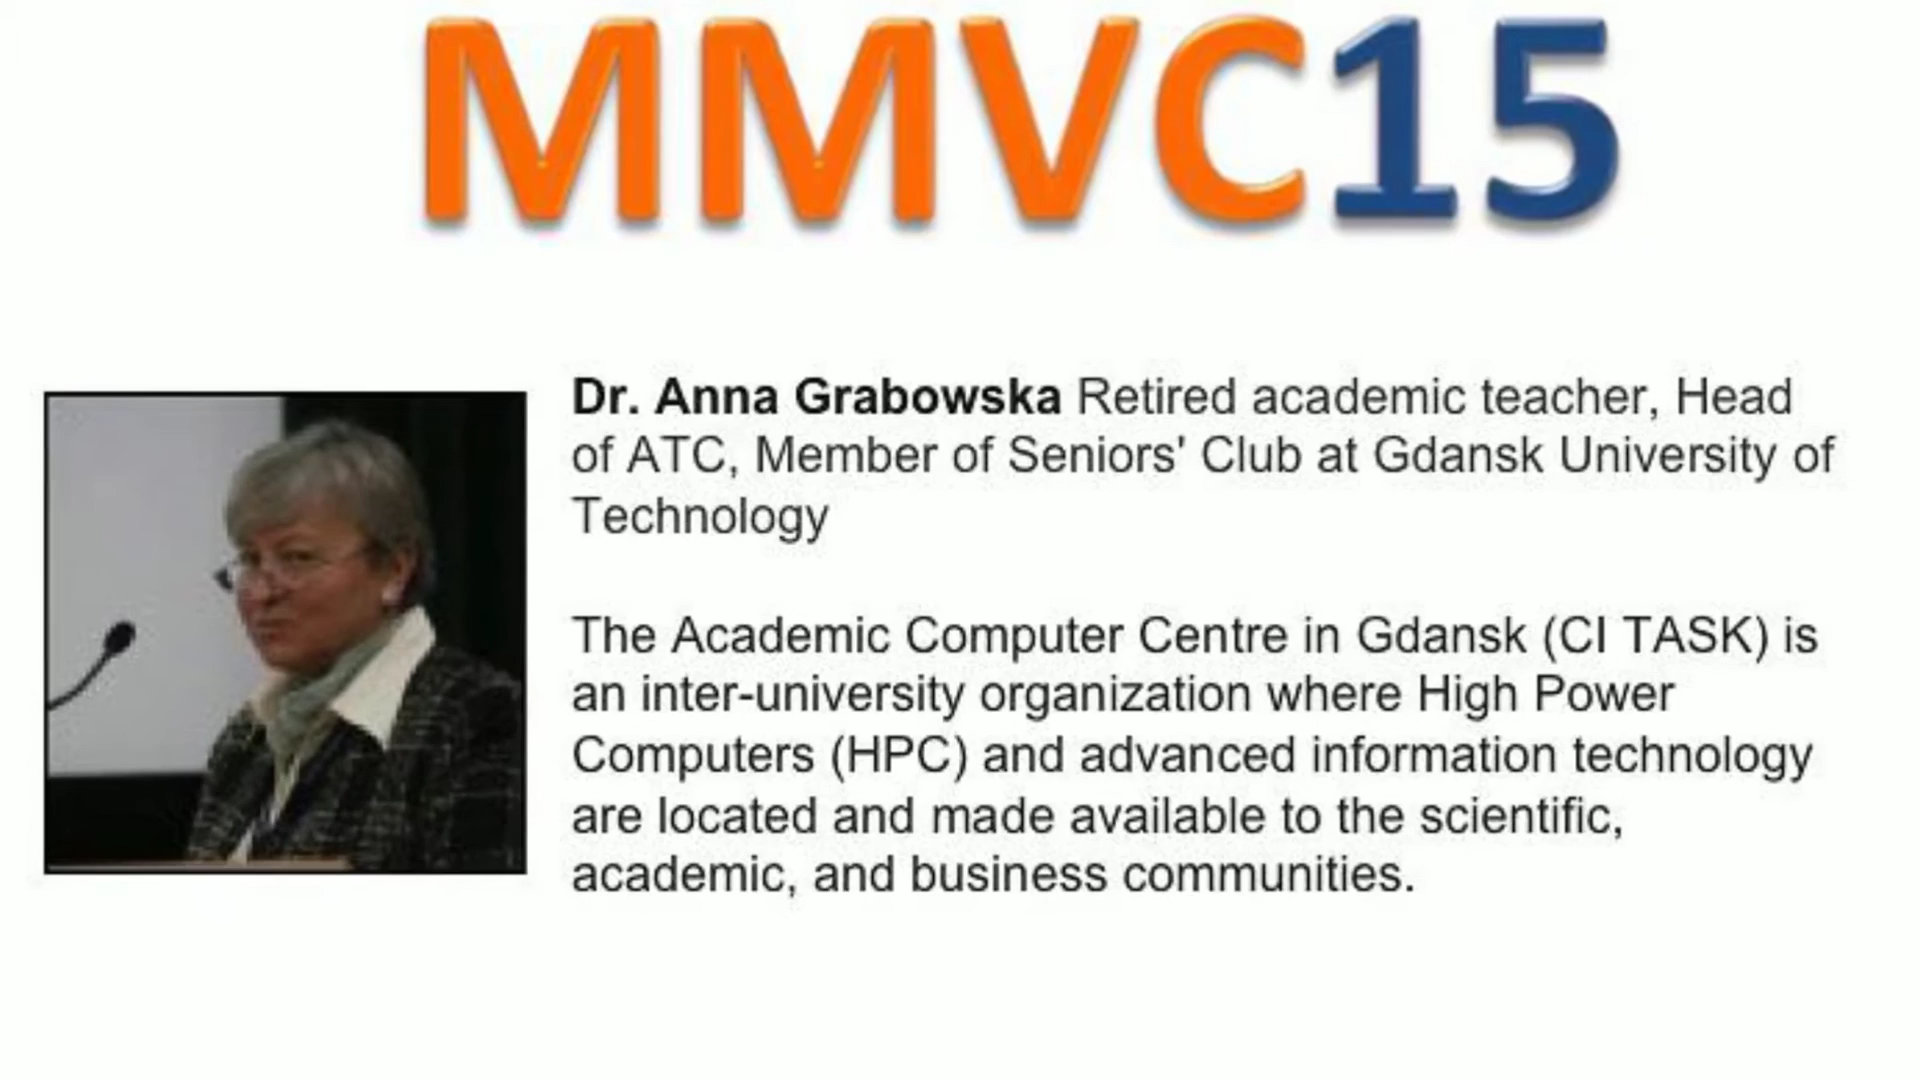 MMVC15
Dr. Anna Grabowska Retired academic teacher, Head
of ATC, Member of Seniors' Club at Gdansk University of
Technology
The Academic Computer Centre in Gdansk (CI TASK) is
an inter-university organization where High Power
Computers (HPC) and advanced information technology
are located and made available to the scientific,
academic, and business communities.